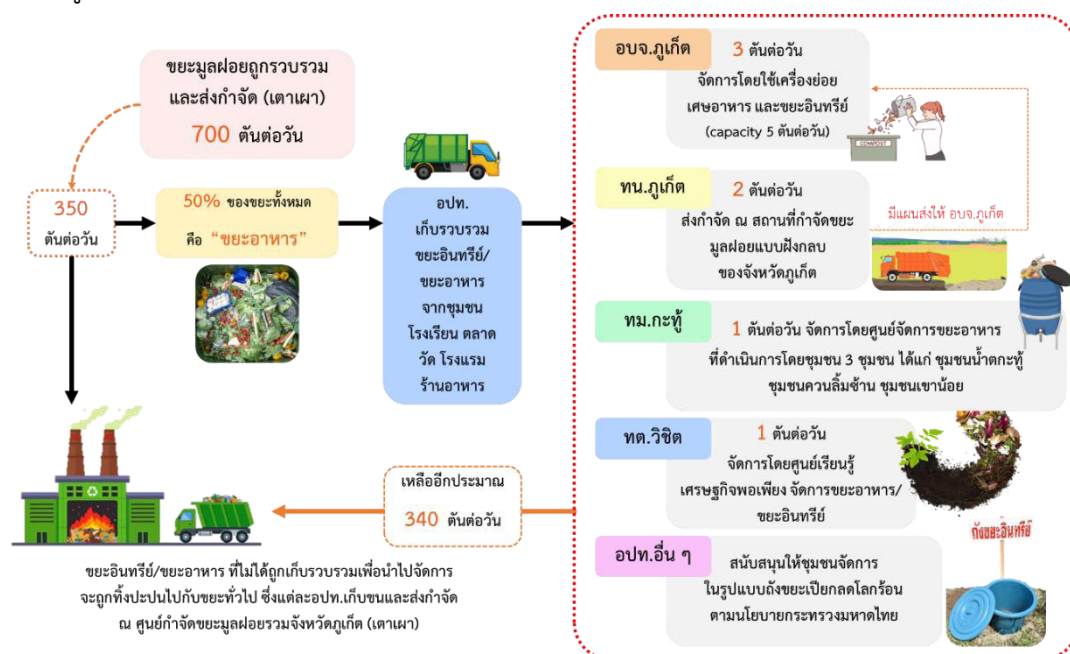 ขยะมูลฝอยถูกรวบรวม
และส่งกำจัด (เตาเผา)
700 ตันต่อวัน
350
ตันต่อวัน
50% ของขยะทั้งหมด
คือ “ขยะอาหาร”
อปท.
เก็บรวบรวม
ขยะอินทรีย์/
ขยะอาหาร
จากชุมชน
โรงเรียน ตลาด
วัด โรงแรม
ร้านอาหาร
อบจ.ภูเก็ต
3 ตันต่อวัน
จัดการโดยใช้เครื่องย่อย
เศษอาหาร และขยะอินทรีย์
(capacity 5 ตันต่อวัน)
COMPOST
ทน.ภูเก็ต
2 ตันต่อวัน
ส่งกำจัด ณ สถานที่กำจัดขยะ
มูลฝอยแบบฝังกลบ
ของจังหวัดภูเก็ต
มีแผนส่งให้ อบจ.ภูเก็ต
ทม.กะทู้
1 ตันต่อวัน จัดการโดยศูนย์จัดการขยะอาหาร
ที่ดำเนินการโดยชุมชน 3 ชุมชน ได้แก่ ชุมชนน้ำตกะทู้
ชุมชนควนลิ้มซ้าน ชุมชนเขาน้อย
ทต.วิชิต
1 ตันต่อวัน
จัดการโดยศูนย์เรียนรู้
เศรษฐกิจพอเพียง จัดการขยะอาหาร/
ขยะอินทรีย์
อปท.อื่น ๆ
สนับสนุนให้ชุมชนจัดการ
ในรูปแบบถังขยะเปียกลดโลกร้อน
ตามนโยบายกระทรวงมหาดไทย
ถังขยะอินทรีย์
เหลืออีกประมาณ
340 ตันต่อวัน
ขยะอินทรีย์/ขยะอาหาร ที่ไม่ได้ถูกเก็บรวบรวมเพื่อนำไปจัดการ
จะถูกทิ้งปะปนไปกับขยะทั่วไป ซึ่งแต่ละอปท.เก็บขนและส่งกำจัด
ณ ศูนย์กำจัดขยะมูลฝอยรวมจังหวัดภูเก็ต (เตาเผา)